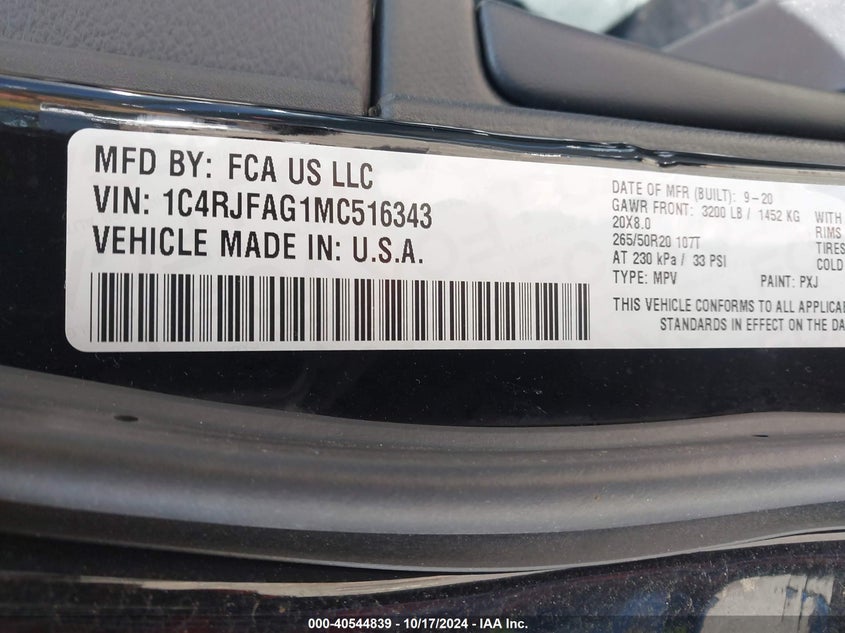 MFD BY: FCA US LLC
VIN: 1C4RJFAG1MC516343
VEHICLE MADE IN: U.S.A.
DATE OF MFR (BUILT): 9-20
GAWR FRONT: 3200 LB / 1452 KG WITH
20X8.0 RIMS
265/50R20 107T TIRES
AT 230 kPa / 33 PSI COLD
TYPE: MPV PAINT: PXJ
THIS VEHICLE CONFORMS TO ALL APPLICA
STANDARDS IN EFFECT ON THE DA
000-40544839 - 10/17/2024 - IAA Inc.